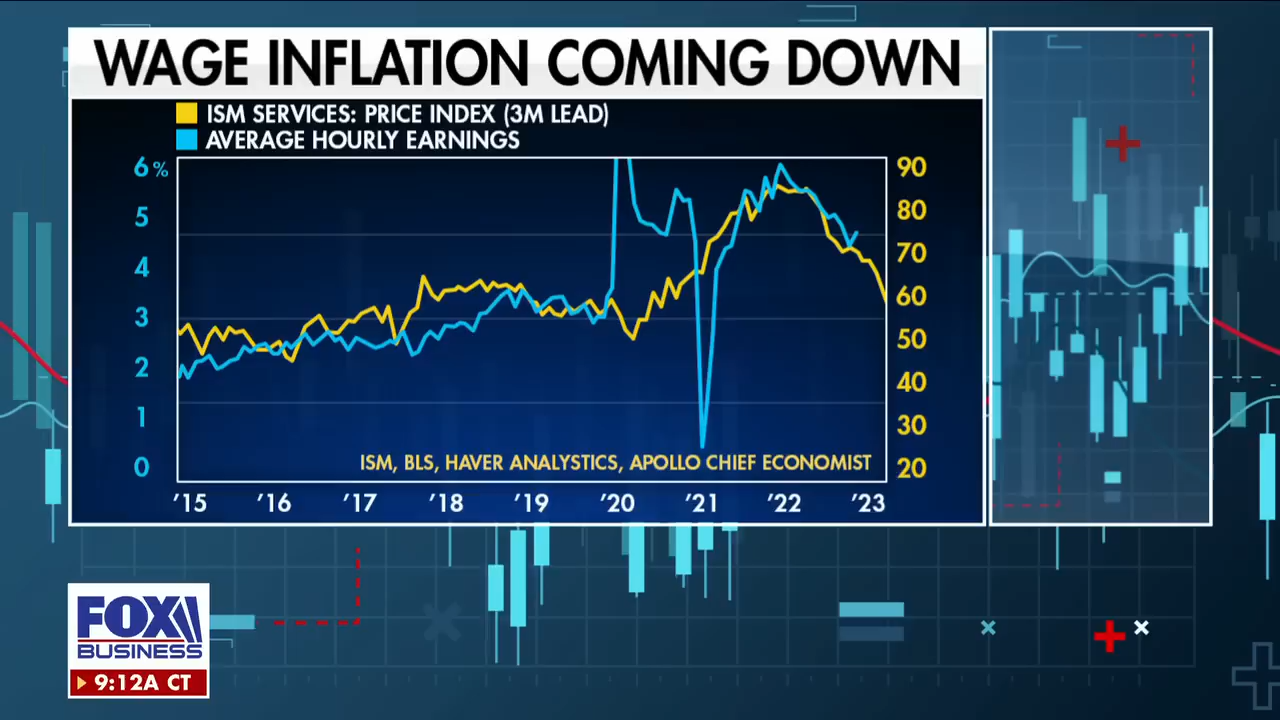 WAGE INFLATION COMING DOWN
ISM SERVICES: PRICE INDEX (3M LEAD)
AVERAGE HOURLY EARNINGS
6% 90
5 80
4 70
3 60
2 50
1 40
0 30
20
ISM, BLS, HAVER ANALYSTICS, APOLLO CHIEF ECONOMIST
'15 '16 '17 '18 '19 '20 '21 '22 '23
FOX
BUSINESS
9:12A CT